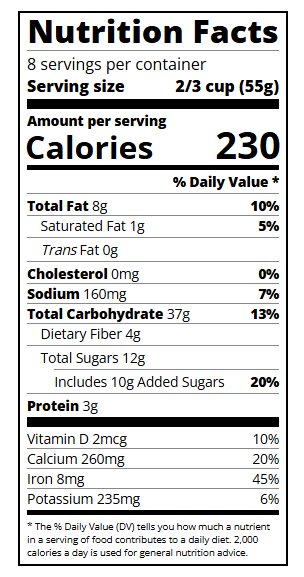 Nutrition Facts
8 servings per container
Serving size 2/3 cup (55g)
Amount per serving
Calories 230
% Daily Value *
Total Fat 8g 10%
Saturated Fat 1g 5%
Trans Fat 0g
Cholesterol 0mg 0%
Sodium 160mg 7%
Total Carbohydrate 37g 13%
Dietary Fiber 4g
Total Sugars 12g
Includes 10g Added Sugars 20%
Protein 3g
Vitamin D 2mcg 10%
Calcium 260mg 20%
Iron 8mg 45%
Potassium 235mg 6%
* The % Daily Value (DV) tells you how much a nutrient
in a serving of food contributes to a daily diet. 2,000
calories a day is used for general nutrition advice.